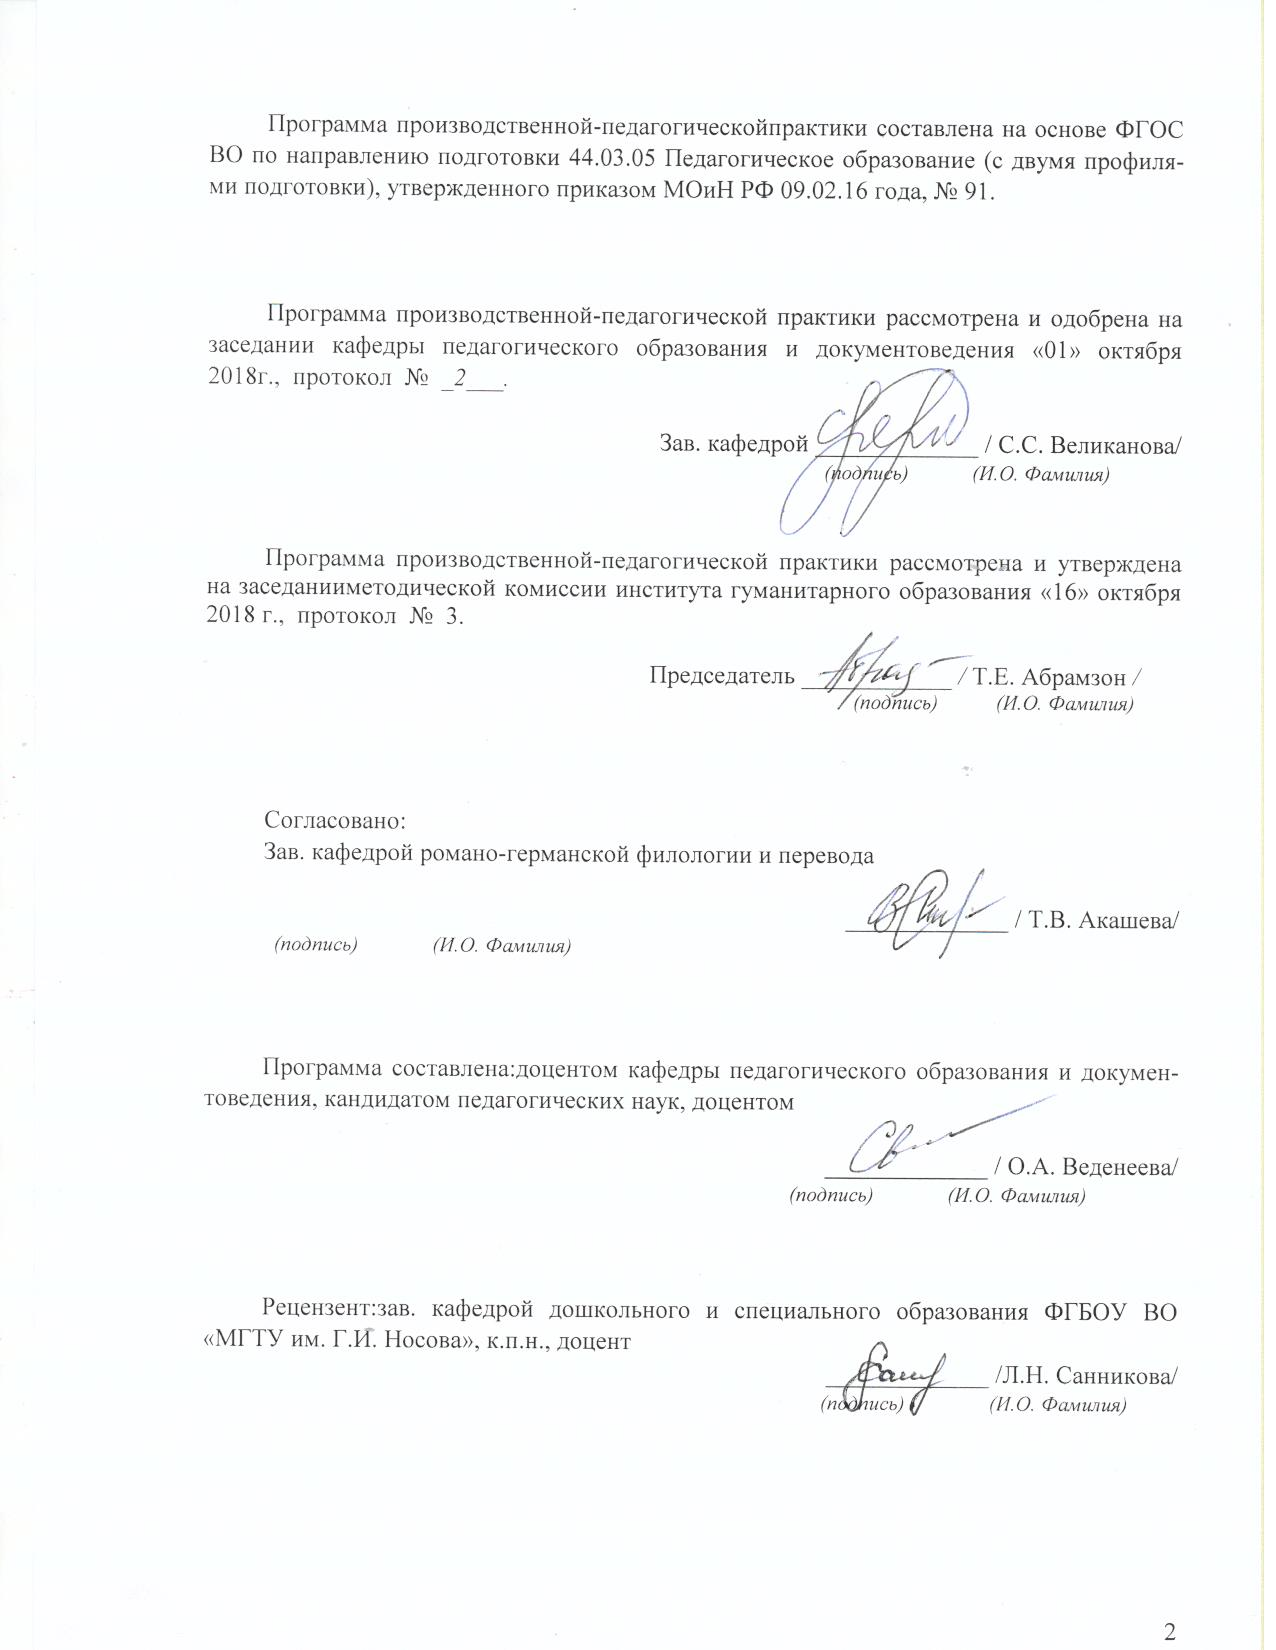 Программа производственной-педагогическойпрактики составлена на основе ФГОС
ВО по направлению подготовки 44.03.05 Педагогическое образование (с двумя профиля-
ми подготовки), утвержденного приказом МОиН РФ 09.02.16 года, № 91.
Программа производственной-педагогической практики рассмотрена и одобрена на
заседании кафедры педагогического образования и документоведения «01» октября
2018г., протокол № _2___.
Зав. кафедрой _____________ / С.С. Великанова/
(подпись) (И.О. Фамилия)
Программа производственной-педагогической практики рассмотрена и утверждена
на заседанииметодической комиссии института гуманитарного образования «16» октября
2018 г., протокол № 3.
Председатель ____________ / Т.Е. Абрамзон /
(подпись) (И.О. Фамилия)
Согласовано:
Зав. кафедрой романо-германской филологии и перевода
_____________ / Т.В. Акашева/
(подпись) (И.О. Фамилия)
Программа составлена:доцентом кафедры педагогического образования и докумен-
товедения, кандидатом педагогических наук, доцентом
_____________ / О.А. Веденеева/
(подпись) (И.О. Фамилия)
Рецензент:зав. кафедрой дошкольного и специального образования ФГБОУ ВО
«МГТУ им. Г.И. Носова», к.п.н., доцент
_____________ /Л.Н. Санникова/
(подпись) (И.О. Фамилия)
2